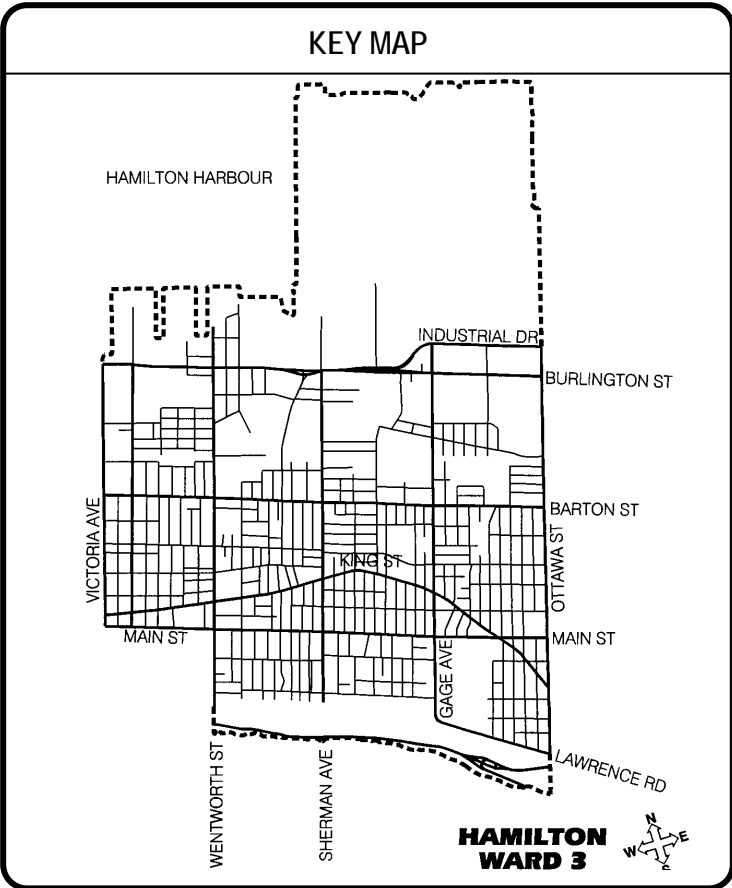 KEY MAP
HAMILTON HARBOUR
INDUSTRIAL DR
BURLINGTON ST
BARTON ST
VICTORIA AVE
KING ST
OTTAWA ST
MAIN ST
MAIN ST
GAGE AVE
LAWRENCE RD
WENTWORTH ST
SHERMAN AVE
HAMILTON
WARD 3
N
E
W
S